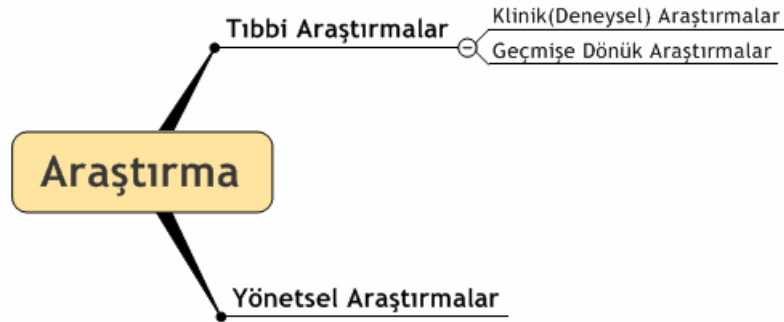 Tıbbi Araştırmalar
Klinik(Deneysel) Araştırmalar
Geçmişe Dönük Araştırmalar
Araştırma
Yönetsel Araştırmalar